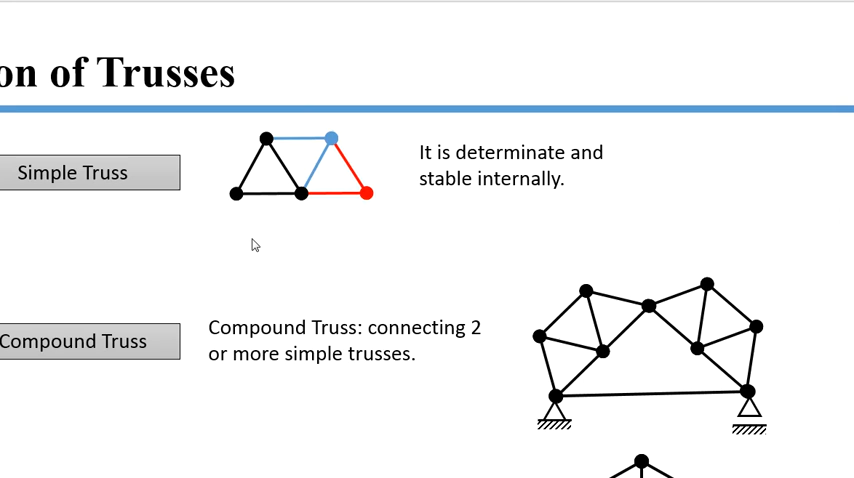 on of Trusses
Simple Truss
It is determinate and
stable internally.
Compound Truss
Compound Truss: connecting 2
or more simple trusses.